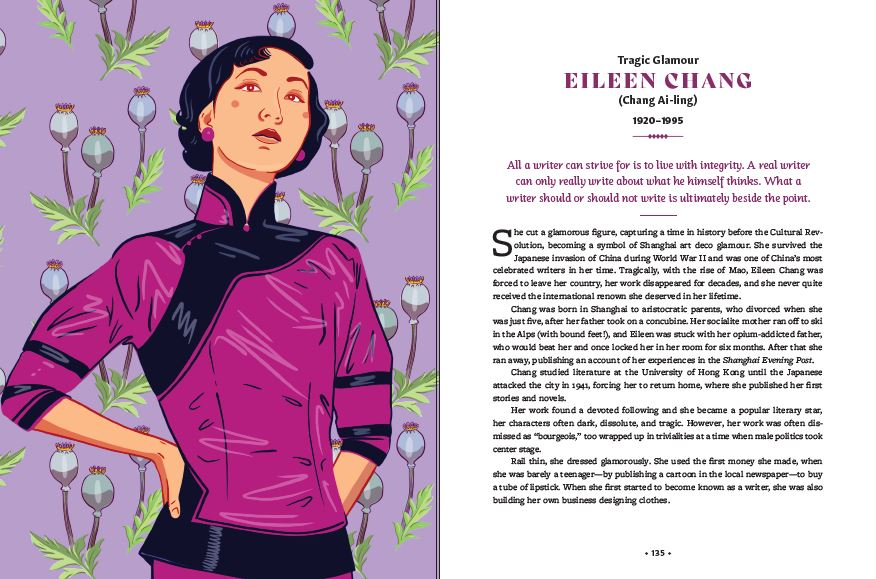 Tragic Glamour
EILEEN CHANG
(Chang Ai-ling)
1920–1995
All a writer can strive for is to live with integrity. A real writer
can only really write about what he himself thinks. What a
writer should or should not write is ultimately beside the point.
She cut a glamorous figure, capturing a time in history before the Cultural Rev-
olution, becoming a symbol of Shanghai art deco glamour. She survived the
Japanese invasion of China during World War II and was one of China's most
celebrated writers in her time. Tragically, with the rise of Mao, Eileen Chang was
forced to leave her country, her work disappeared for decades, and she never quite
received the international renown she deserved in her lifetime.
Chang was born in Shanghai to aristocratic parents, who divorced when she
was just five, after her father took on a concubine. Her socialite mother ran off to ski
in the Alps (with bound feet!), and Eileen was stuck with her opium-addicted father,
who would beat her and once locked her in her room for six months. After that she
ran away, publishing an account of her experiences in the Shanghai Evening Post.
Chang studied literature at the University of Hong Kong until the Japanese
attacked the city in 1941, forcing her to return home, where she published her first
stories and novels.
Her work found a devoted following and she became a popular literary star,
her characters often dark, dissolute, and tragic. However, her work was often dis-
missed as “bourgeois,” too wrapped up in trivialities at a time when male politics took
center stage.
Rail thin, she dressed glamorously. She used the first money she made, when
she was barely a teenager—by publishing a cartoon in the local newspaper—to buy
a tube of lipstick. When she first started to become known as a writer, she was also
building her own business designing clothes.
• 135 •